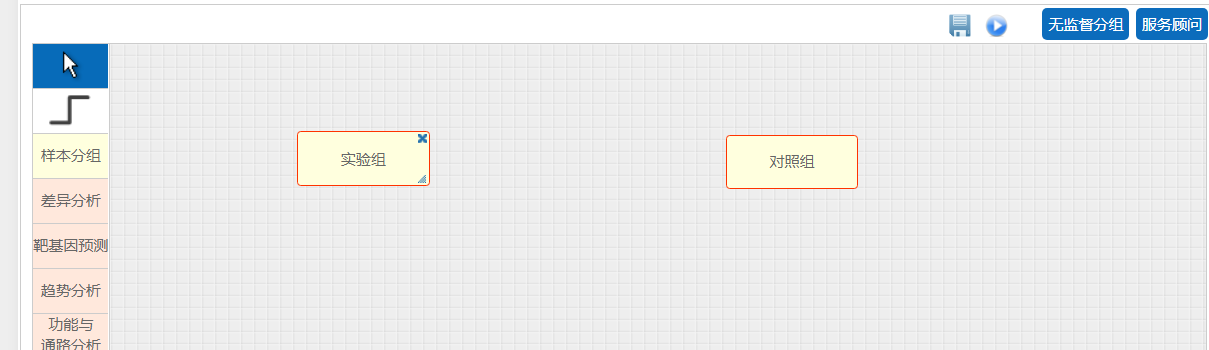 无监督分组
服务顾问
样本分组
差异分析
靶基因预测
趋势分析
功能与
通路分析
实验组
对照组